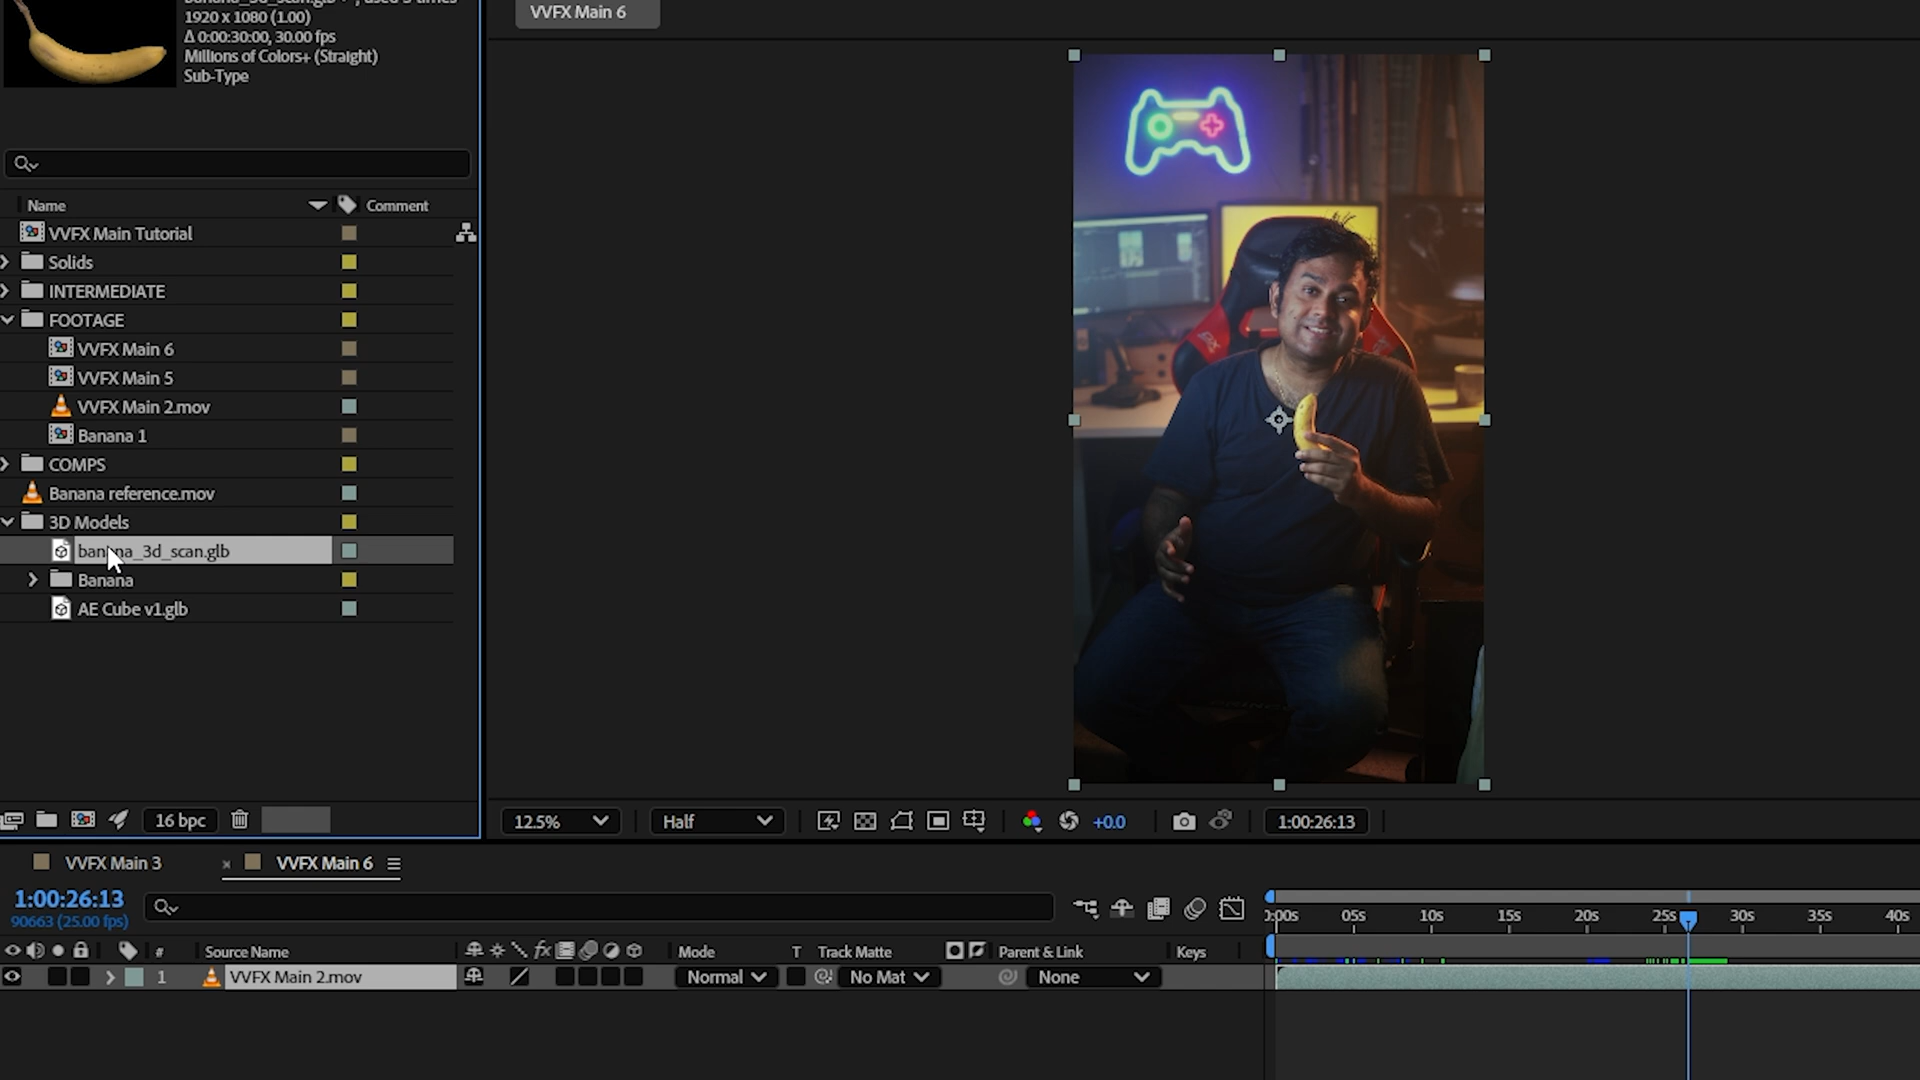 1920 x 1080 (1.00)
Δ 0:00:30:00, 30.00 fps
Millions of Colors+ (Straight)
Sub-Type
VVFX Main 6
Name Comment
VVFX Main Tutorial
Solids
INTERMEDIATE
FOOTAGE
VVFX Main 6
VVFX Main 5
VVFX Main 2.mov
Banana 1
COMPS
Banana reference.mov
3D Models
banana_3d_scan.glb
Banana
AE Cube v1.glb
16 bpc
12.5% Half +0.0 1:00:26:13
VVFX Main 3 × VVFX Main 6
1:00:26:13
90663 (25.00 fps)
:00s 05s 10s 15s 20s 25s 30s 35s 40s
# Source Name fx Mode T Track Matte Parent & Link Keys
1 VVFX Main 2.mov Normal No Mat None